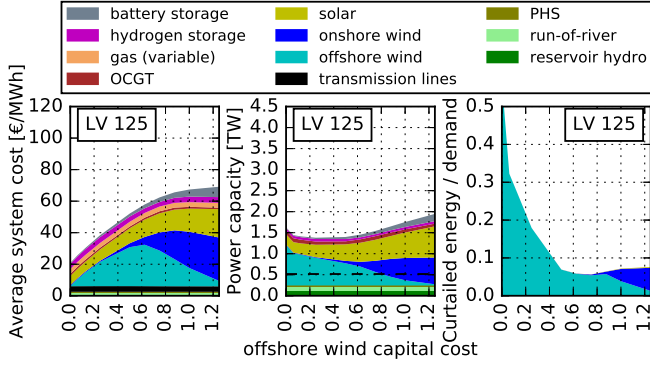 battery storage
hydrogen storage
gas (variable)
OCGT
solar
onshore wind
offshore wind
transmission lines
PHS
run-of-river
reservoir hydro
Average system cost [€/MWh]
120
100
80
60
40
20
0
LV 125
0.0 0.2 0.4 0.6 0.8 1.0 1.2
Power capacity [TW]
4.5
4.0
3.5
3.0
2.5
2.0
1.5
1.0
0.5
0.0
LV 125
0.0 0.2 0.4 0.6 0.8 1.0 1.2
Curtailed energy / demand
0.5
0.4
0.3
0.2
0.1
0.0
LV 125
0.0 0.2 0.4 0.6 0.8 1.0 1.2
offshore wind capital cost